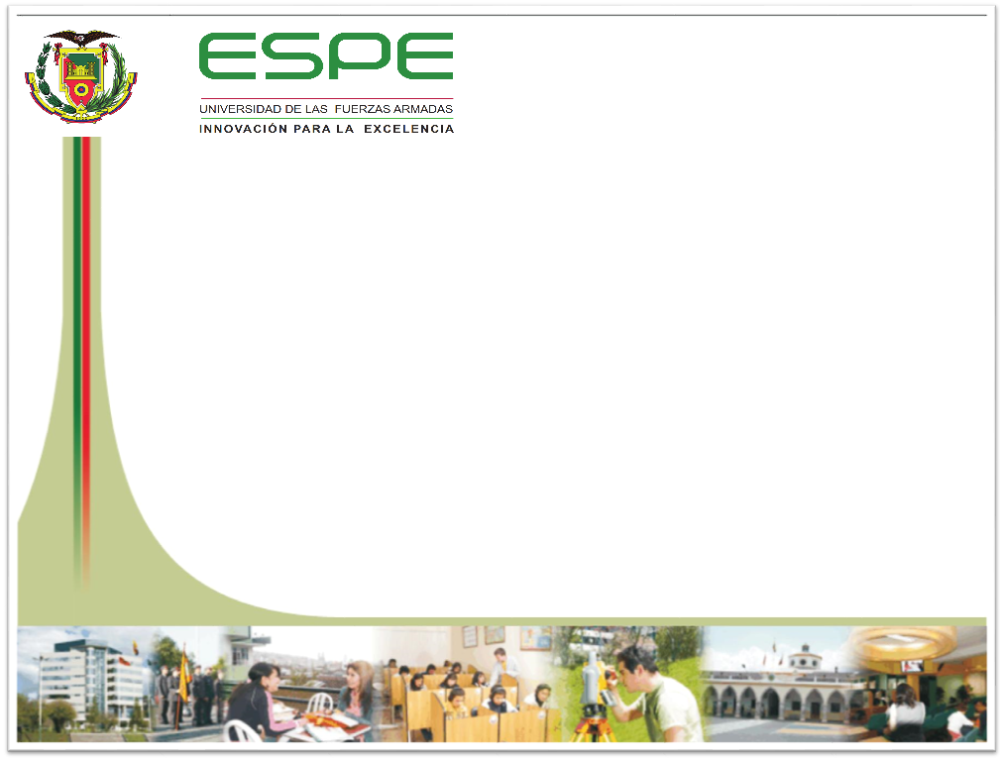 ESPE
UNIVERSIDAD DE LAS FUERZAS ARMADAS
INNOVACIÓN PARA LA EXCELENCIA